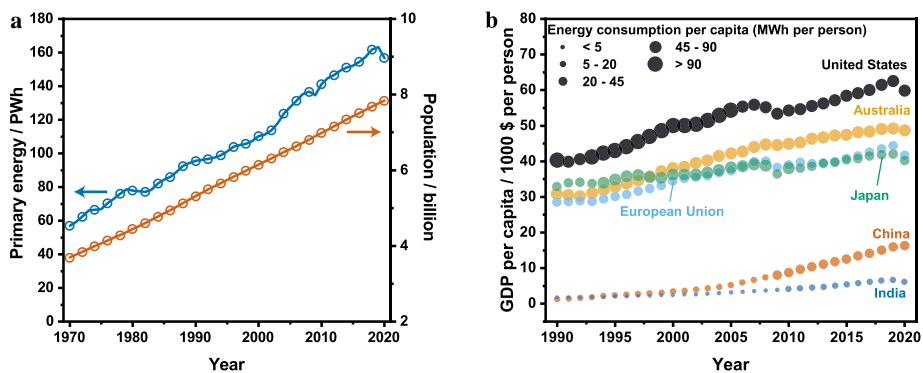 a
180
160
140
120
100
80
60
40
20
0
Primary energy / PWh
10
8
6
4
2
Population / billion
1970 1980 1990 2000 2010 2020
Year
b
80
70
60
50
40
30
20
10
0
GDP per capita / 1000 $ per person
Energy consumption per capita (MWh per person)
< 5
5 - 20
20 - 45
45 - 90
> 90
United States
Australia
European Union
Japan
China
India
1990 1995 2000 2005 2010 2015 2020
Year